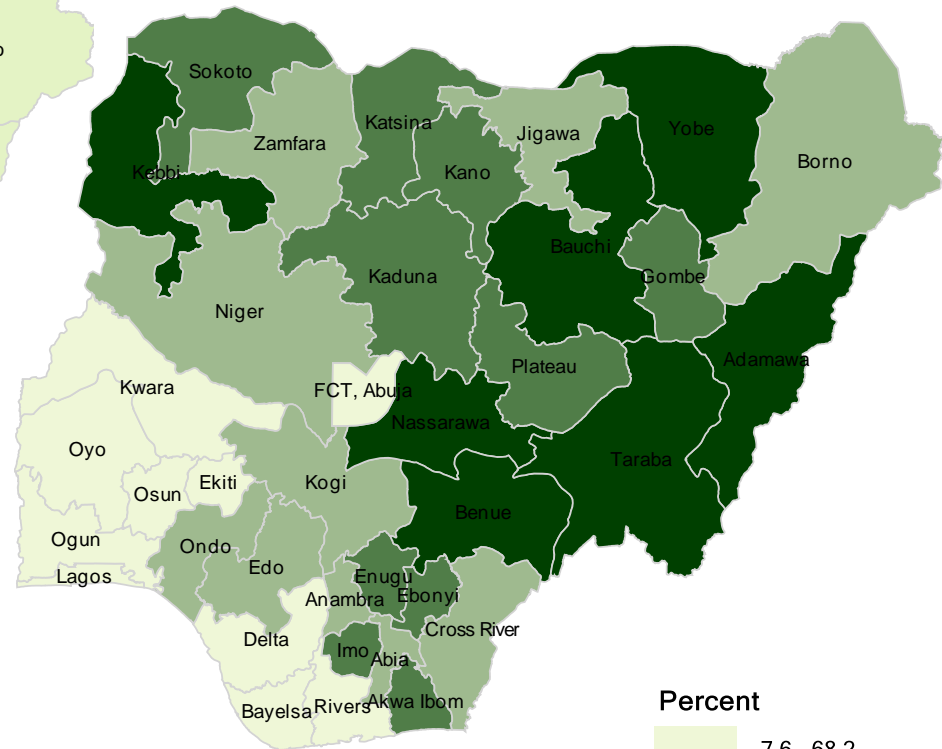 Sokoto
Yobe
Katsina
Jigawa
Zamfara
Borno
Kebbi
Kano
Bauchi
Kaduna
Gombe
Niger
Adamawa
Plateau
Kwara
FCT, Abuja
Nassarawa
Oyo
Taraba
Kogi
Ekiti
Osun
Benue
Ogun
Ondo
Edo
Lagos
Enugu
Ebonyi
Anambra
Cross River
Delta
Imo
Abia
Akwa Ibom
Rivers
Bayelsa
Percent